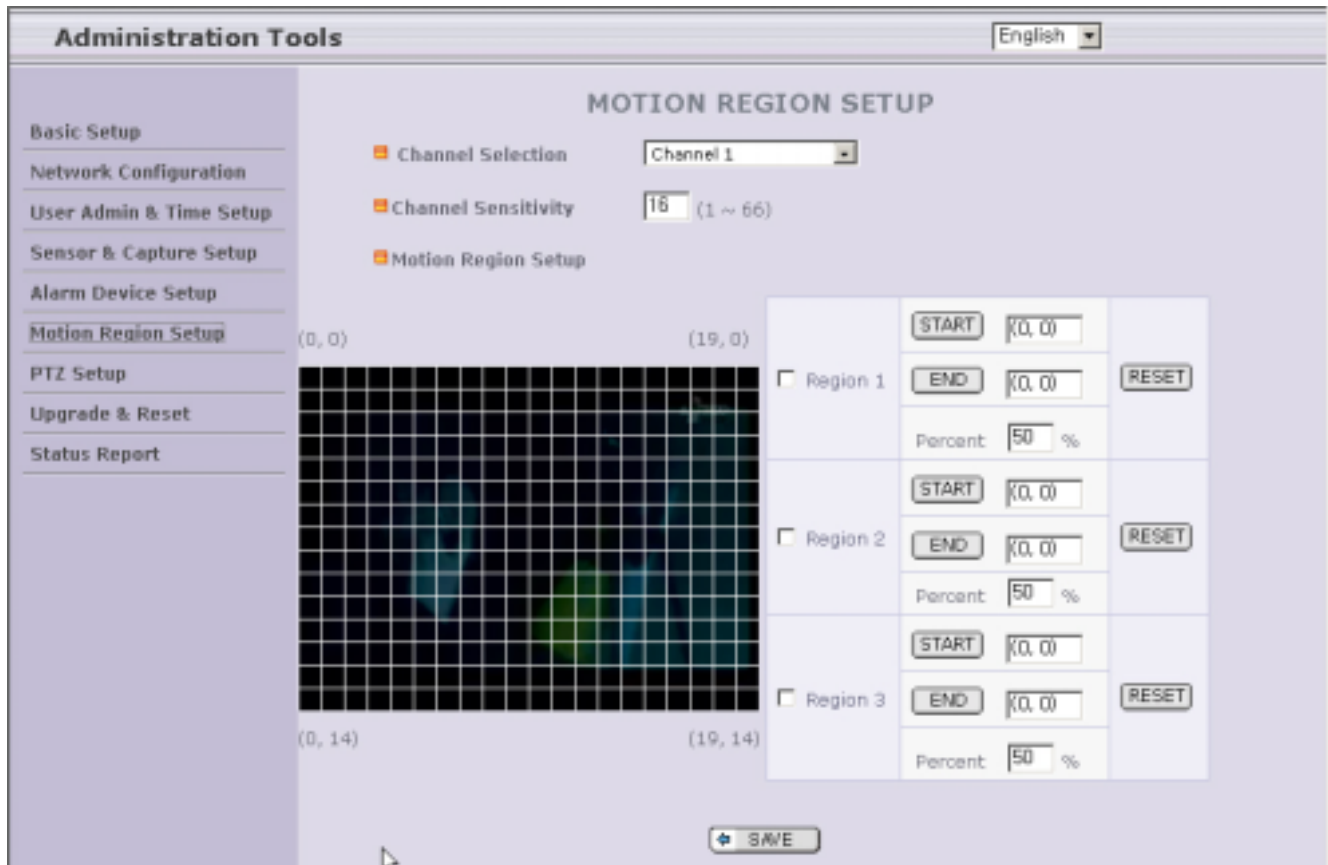 Administration Tools
English
Basic Setup
Network Configuration
User Admin & Time Setup
Sensor & Capture Setup
Alarm Device Setup
Motion Region Setup
PTZ Setup
Upgrade & Reset
Status Report
MOTION REGION SETUP
Channel Selection Channel 1
Channel Sensitivity 16 (1 ~ 66)
Motion Region Setup
(0, 0) (19, 0)
(0, 14) (19, 14)
Region 1
START (0, 0)
END (0, 0)
Percent 50 %
RESET
Region 2
START (0, 0)
END (0, 0)
Percent 50 %
RESET
Region 3
START (0, 0)
END (0, 0)
Percent 50 %
RESET
SAVE